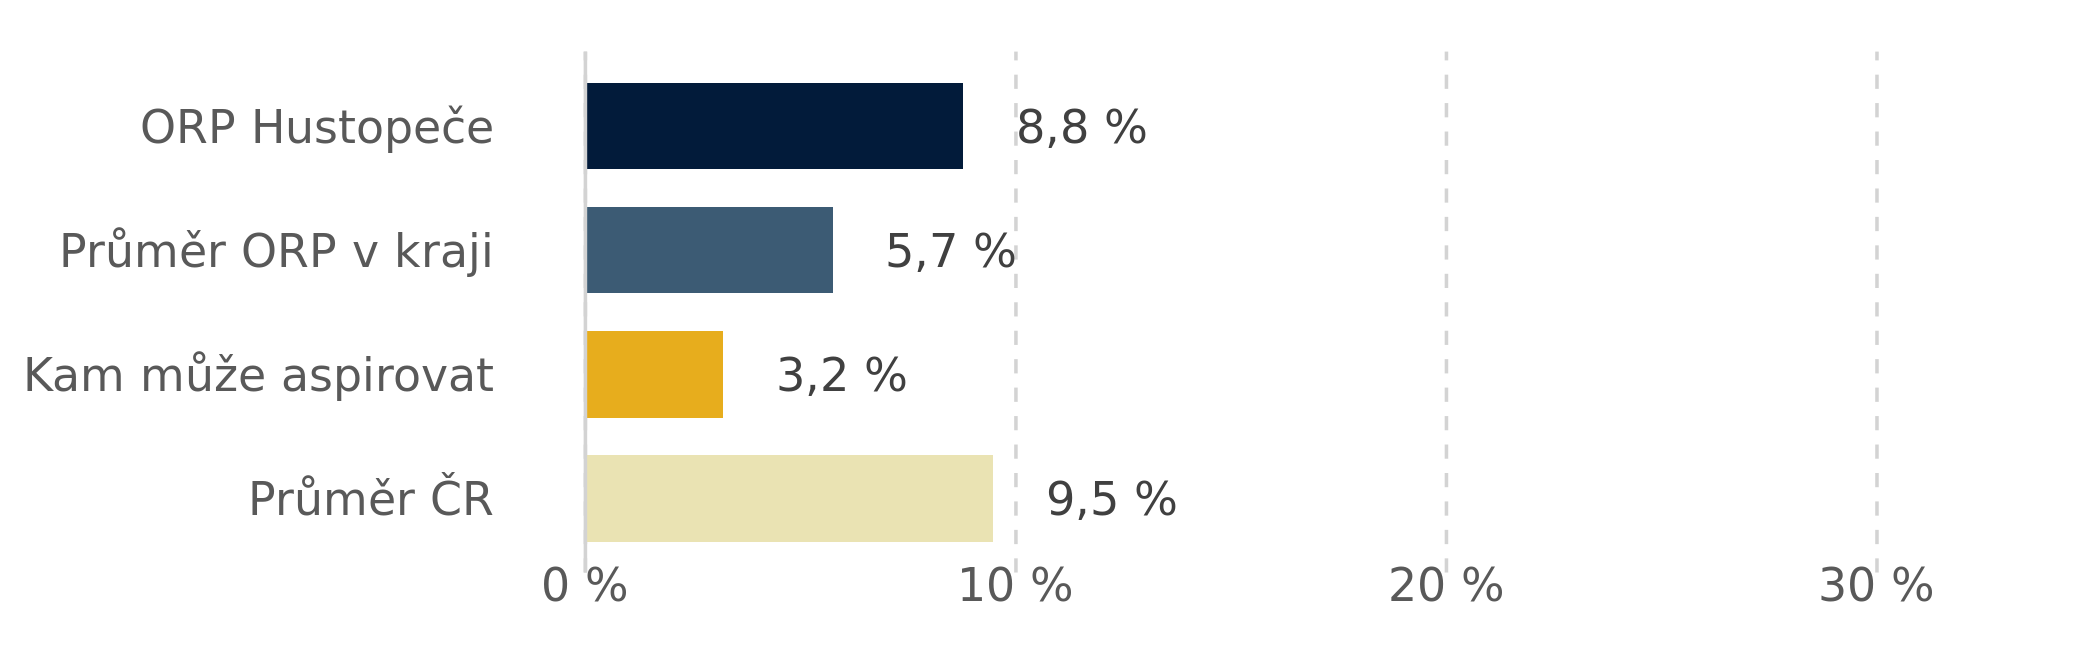 ORP Hustopeče 8,8 %
Průměr ORP v kraji 5,7 %
Kam může aspirovat 3,2 %
Průměr ČR 9,5 %
0 % 10 % 20 % 30 %